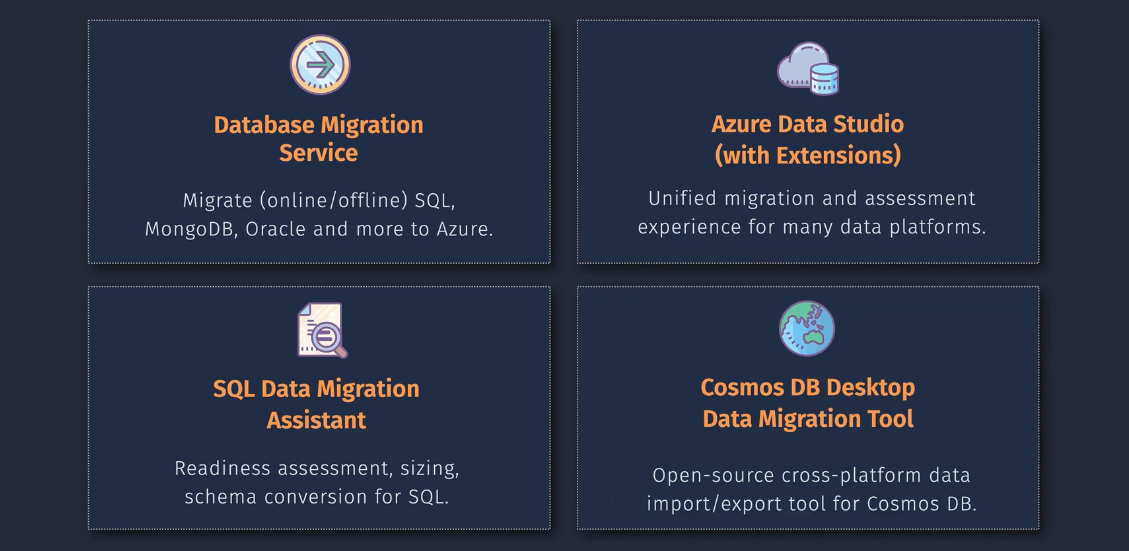 Database Migration
Service
Migrate (online/offline) SQL,
MongoDB, Oracle and more to Azure.
Azure Data Studio
(with Extensions)
Unified migration and assessment
experience for many data platforms.
SQL Data Migration
Assistant
Readiness assessment, sizing,
schema conversion for SQL.
Cosmos DB Desktop
Data Migration Tool
Open-source cross-platform data
import/export tool for Cosmos DB.